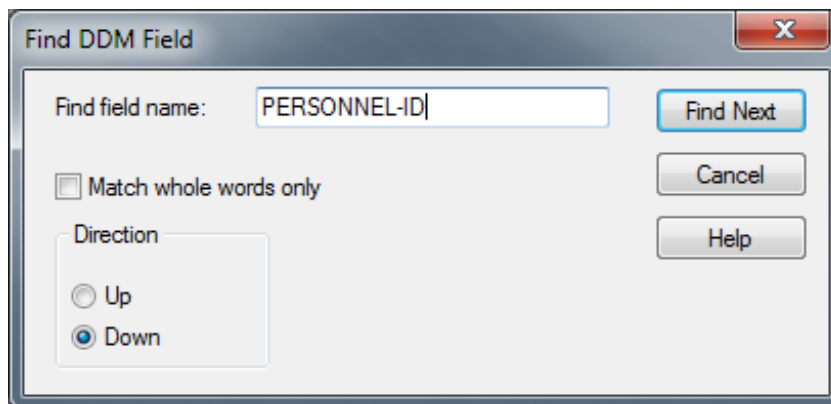 Find DDM Field
Find field name: PERSONNEL-ID Find Next
Match whole words only Cancel
Direction Help
Up
Down